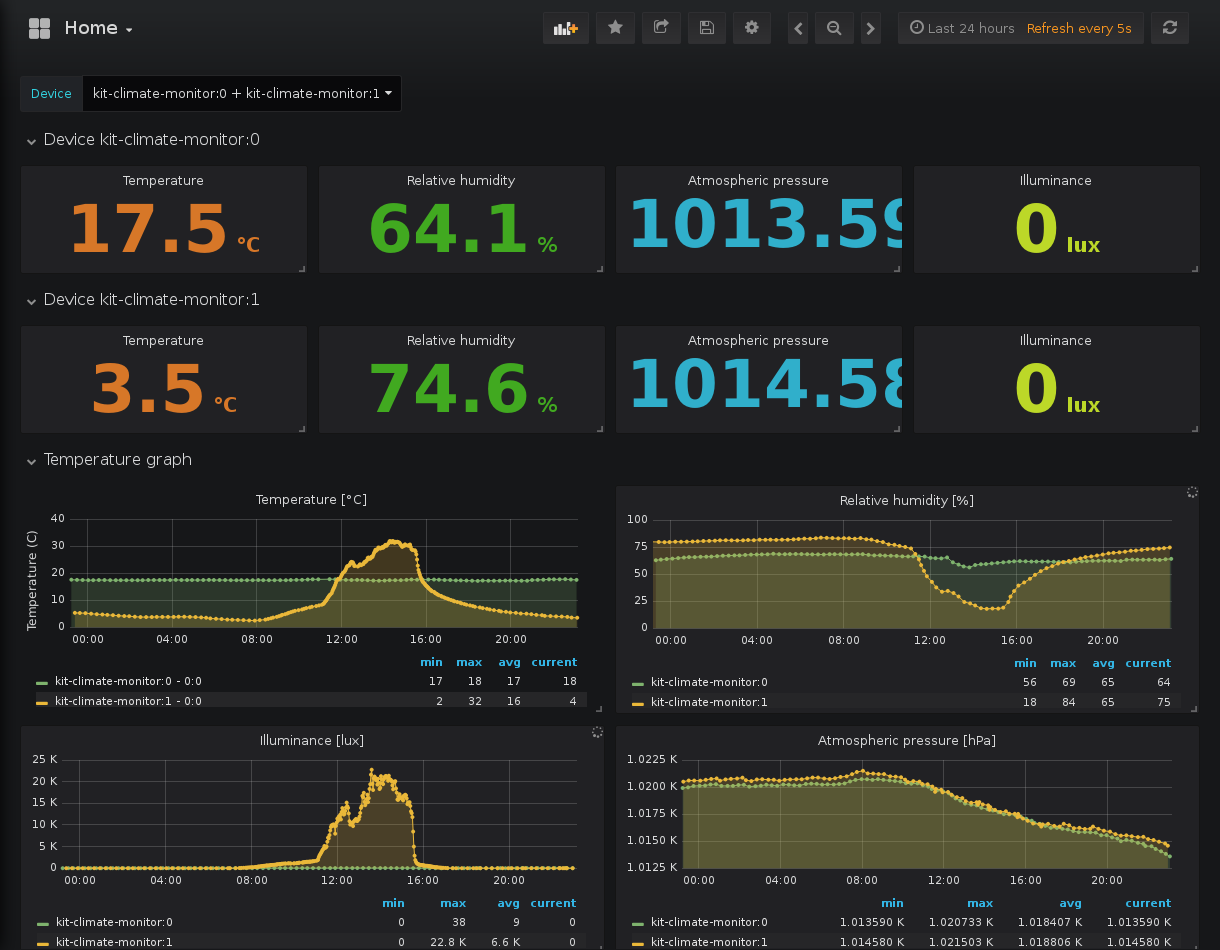 Home
Last 24 hours Refresh every 5s
Device kit-climate-monitor:0 + kit-climate-monitor:1
Device kit-climate-monitor:0
Temperature Relative humidity Atmospheric pressure Illuminance
17.5 °C 64.1 % 1013.59 0 lux
Device kit-climate-monitor:1
Temperature Relative humidity Atmospheric pressure Illuminance
3.5 °C 74.6 % 1014.58 0 lux
Temperature graph
Temperature [°C]
Temperature (C)
40
30
20
10
0
00:00 04:00 08:00 12:00 16:00 20:00
min max avg current
kit-climate-monitor:0 - 0:0 17 18 17 18
kit-climate-monitor:1 - 0:0 2 32 16 4
Relative humidity [%]
100
75
50
25
0
00:00 04:00 08:00 12:00 16:00 20:00
min max avg current
kit-climate-monitor:0 56 69 65 64
kit-climate-monitor:1 18 84 65 75
Illuminance [lux]
25 K
20 K
15 K
10 K
5 K
0
00:00 04:00 08:00 12:00 16:00 20:00
min max avg current
kit-climate-monitor:0 0 38 9 0
kit-climate-monitor:1 0 22.8 K 6.6 K 0
Atmospheric pressure [hPa]
1.0225 K
1.0200 K
1.0175 K
1.0150 K
1.0125 K
00:00 04:00 08:00 12:00 16:00 20:00
min max avg current
kit-climate-monitor:0 1.013590 K 1.020733 K 1.018407 K 1.013590 K
kit-climate-monitor:1 1.014580 K 1.021503 K 1.018806 K 1.014580 K